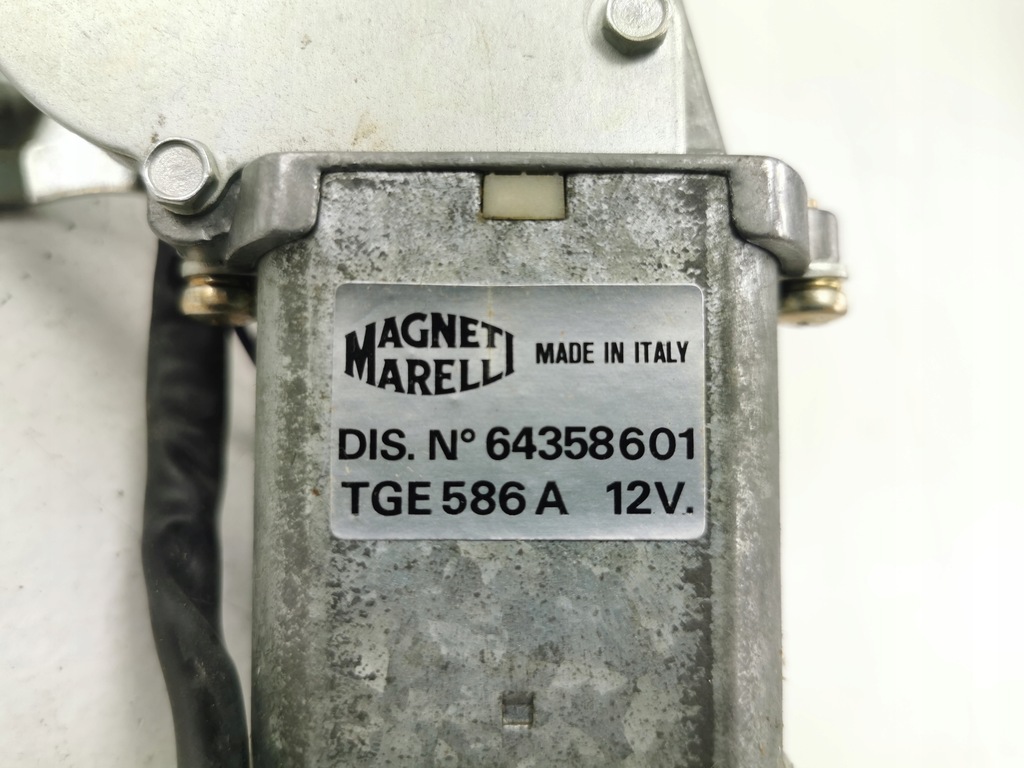 MAGNETI
MARELLI
MADE IN ITALY
DIS. N° 64358601
TGE 586 A 12V.